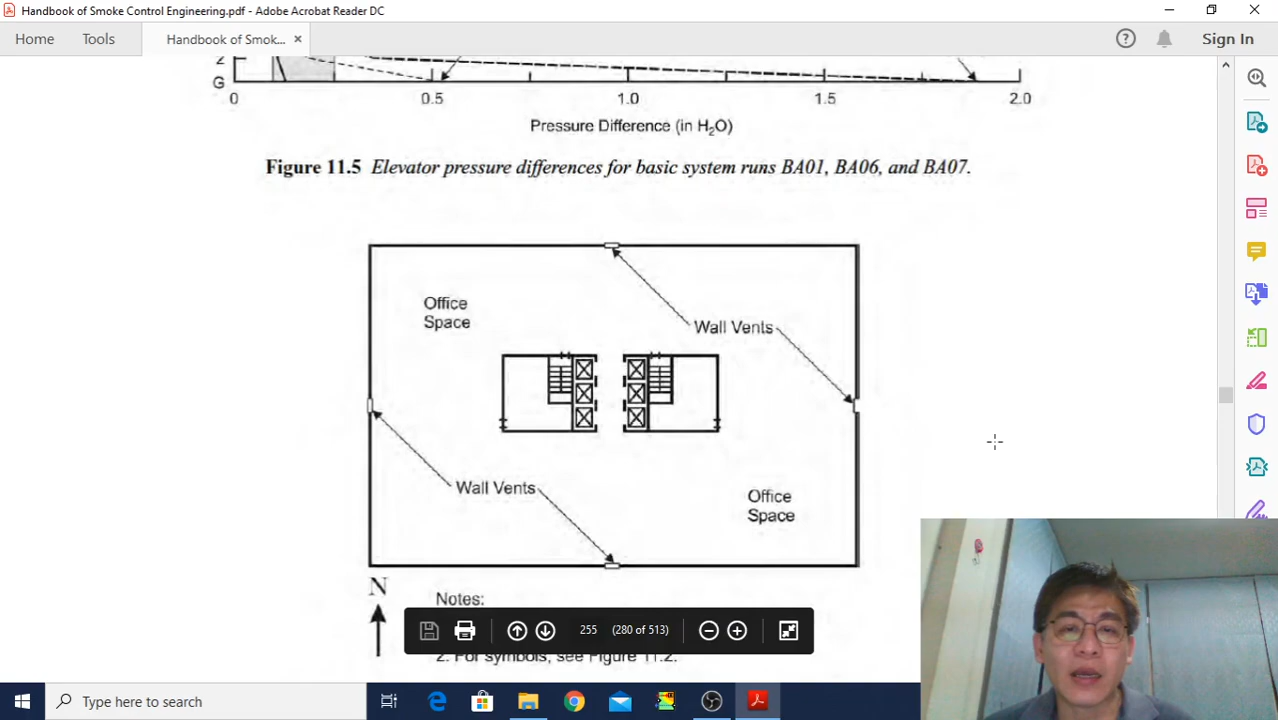 Handbook of Smoke Control Engineering.pdf - Adobe Acrobat Reader DC
Home
Tools
Handbook of Smok...
Sign In
G
0
0.5
1.0
1.5
2.0
Pressure Difference (in H₂O)
Figure 11.5 Elevator pressure differences for basic system runs BA01, BA06, and BA07.
Office
Space
Wall Vents
Wall Vents
Office
Space
N
Notes:
255
(280 of 513)
2. For symbols, see Figure 11.2.
Type here to search